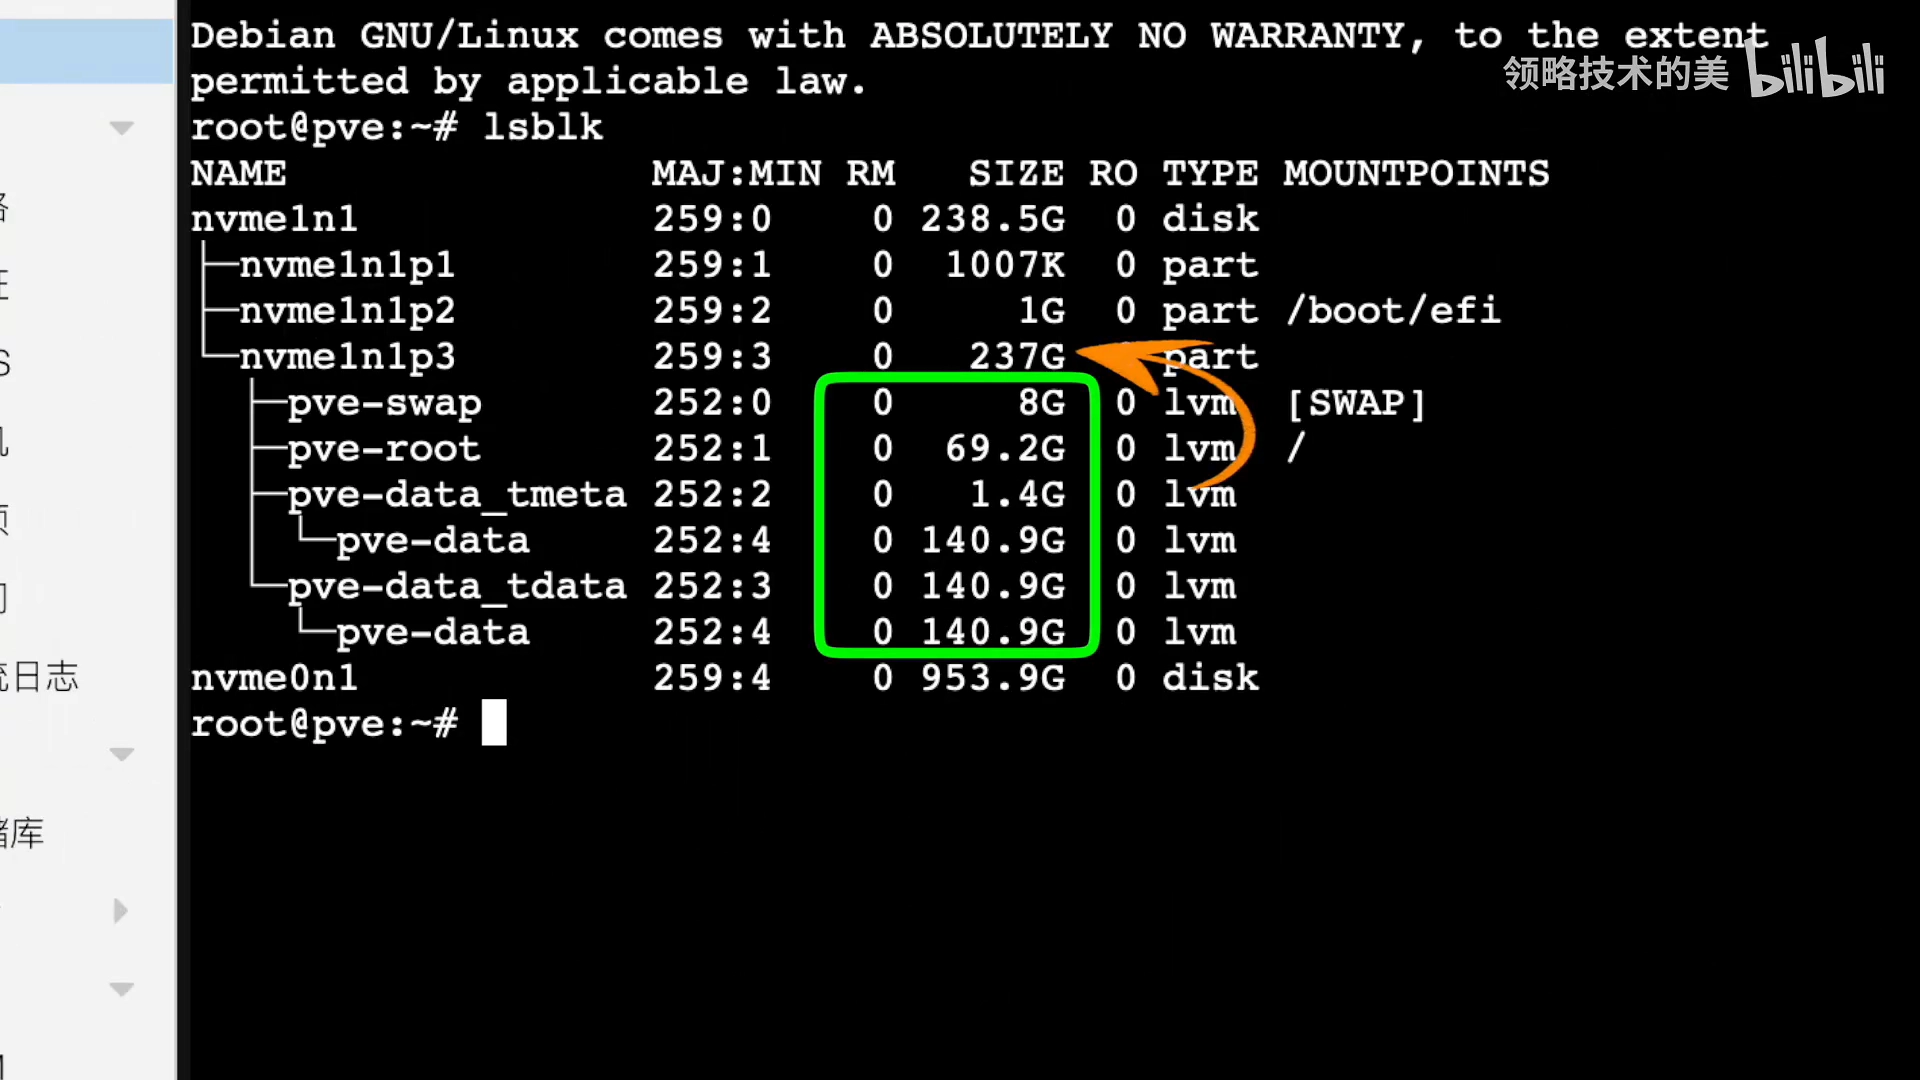 Debian GNU/Linux comes with ABSOLUTELY NO WARRANTY, to the extent
permitted by applicable law.
领略技术的美 bilibili
root@pve:~# lsblk
NAME MAJ:MIN RM SIZE RO TYPE MOUNTPOINTS
nvme1n1 259:0 0 238.5G 0 disk
├─nvme1n1p1 259:1 0 1007K 0 part
├─nvme1n1p2 259:2 0 1G 0 part /boot/efi
└─nvme1n1p3 259:3 0 237G 0 part
├─pve-swap 252:0 0 8G 0 lvm [SWAP]
├─pve-root 252:1 0 69.2G 0 lvm /
├─pve-data_tmeta 252:2 0 1.4G 0 lvm
│ └─pve-data 252:4 0 140.9G 0 lvm
└─pve-data_tdata 252:3 0 140.9G 0 lvm
└─pve-data 252:4 0 140.9G 0 lvm
nvme0n1 259:4 0 953.9G 0 disk
root@pve:~#
S
日志
库